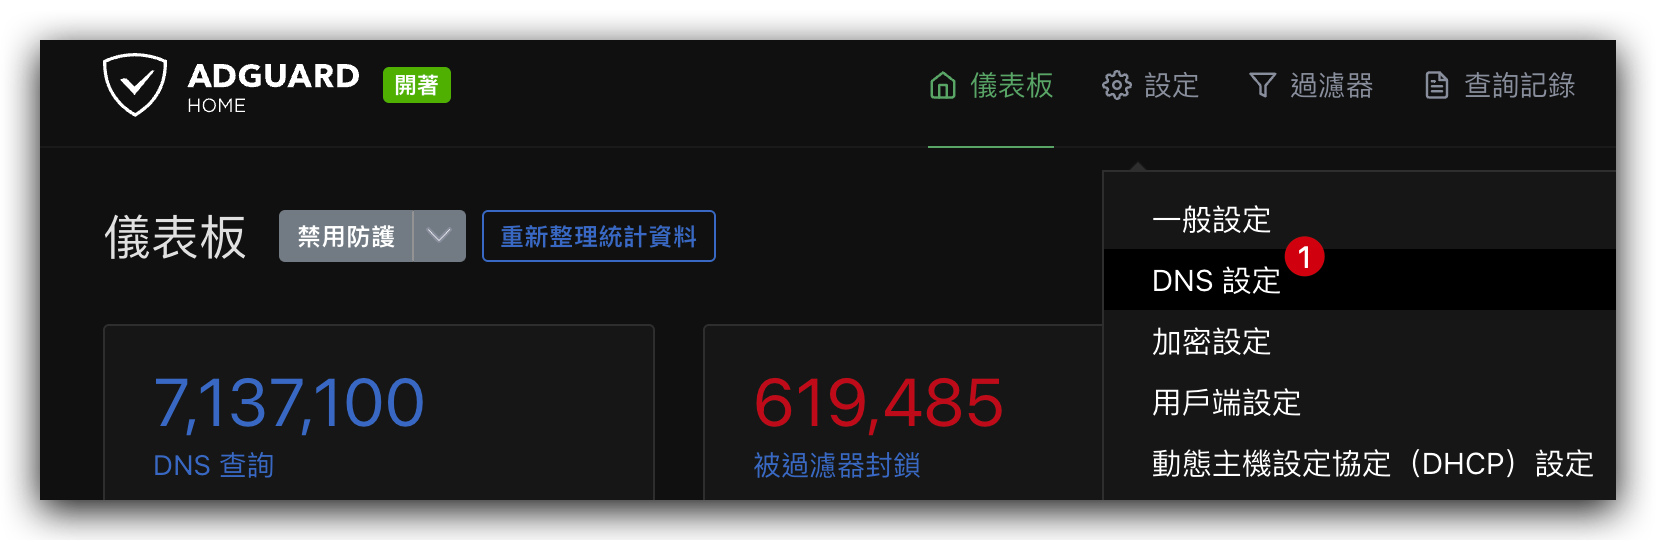 ADGUARD
HOME
開著
儀表板
設定
過濾器
查詢記錄
儀表板
禁用防護
重新整理統計資料
一般設定
DNS 設定
1
加密設定
用戶端設定
動態主機設定協定（DHCP）設定
7,137,100
DNS 查詢
619,485
被過濾器封鎖